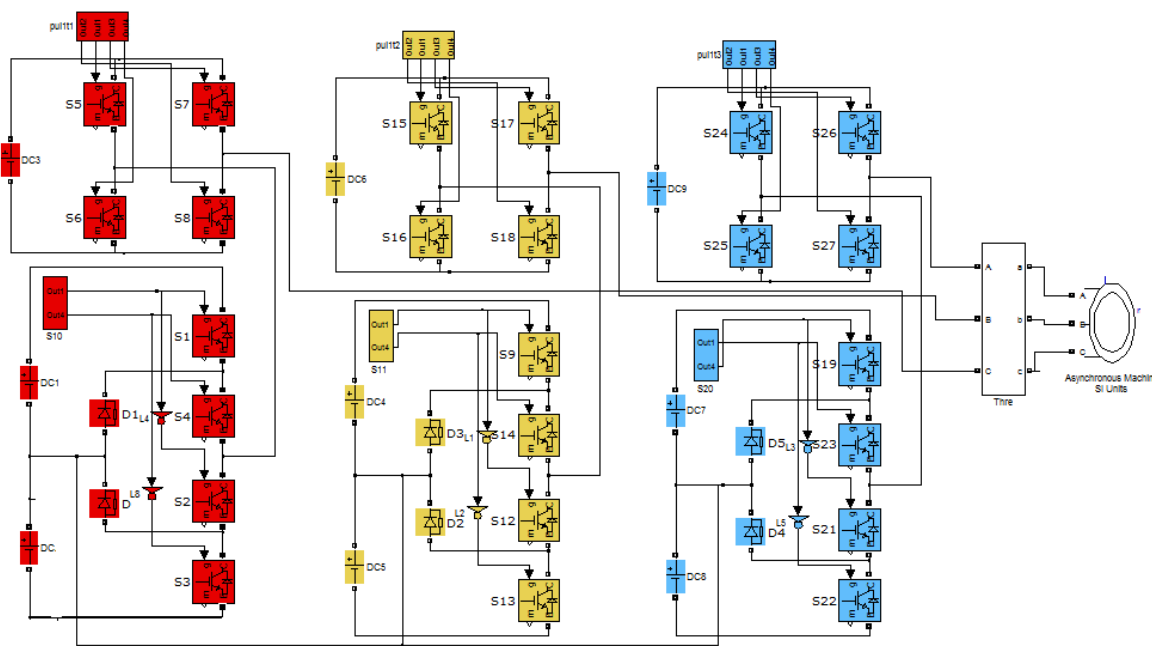 pul1t1
Out2
Out1
Out3
Out4
S5
g
C
m
E
S7
g
C
m
E
DC3
S6
g
C
m
E
S8
g
C
m
E
pul1t2
Out2
Out1
Out3
Out4
S15
g
C
m
E
S17
g
C
m
E
DC6
S16
g
C
m
E
S18
g
C
m
E
pul1t3
Out2
Out1
Out3
Out4
S24
g
C
m
E
S26
g
C
m
E
DC9
S25
g
C
m
E
S27
g
C
m
E
Out1
Out4
S10
S1
g
C
m
E
DC1
D1
L4
S4
g
C
m
E
L8
D
S2
g
C
m
E
DC.
S3
g
C
m
E
Out1
Out4
S11
S9
g
C
m
E
DC4
D3
L1
S14
g
C
m
E
L2
D2
S12
g
C
m
E
DC5
S13
g
C
m
E
Out1
Out4
S20
S19
g
C
m
E
DC7
D5
L3
S23
g
C
m
E
L5
D4
S21
g
C
m
E
DC8
S22
g
C
m
E
A
a
B
b
C
c
Thre
A
B
C
r
Asynchronous Machin
SI Units